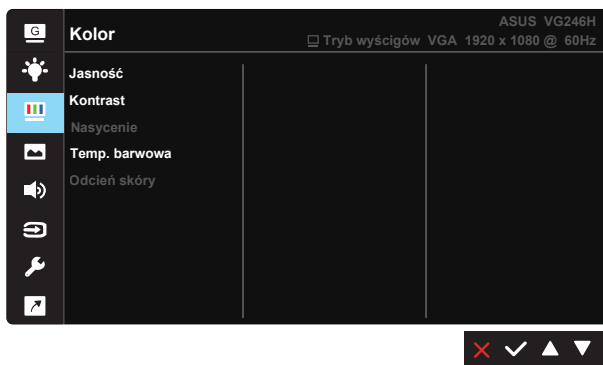 G
Kolor
ASUS VG246H
Tryb wyścigów VGA 1920 x 1080 @ 60Hz
Jasność
Kontrast
Nasycenie
Temp. barwowa
Odcień skóry